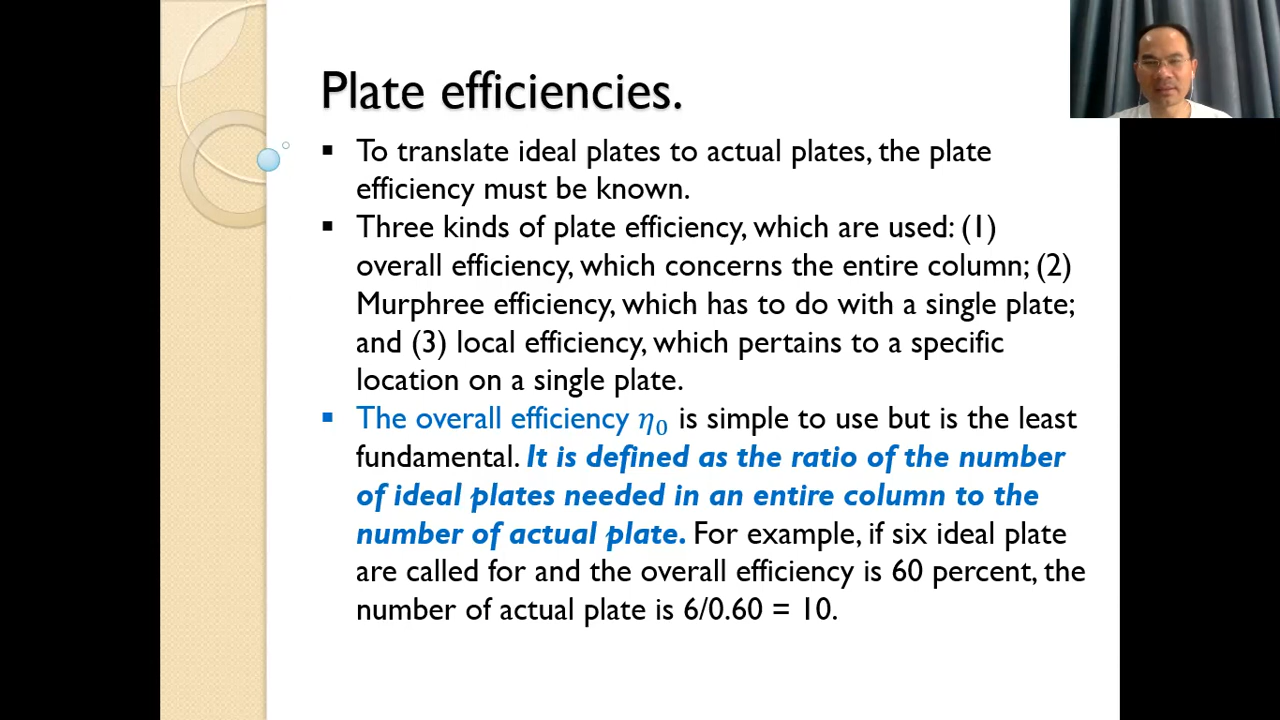 Plate efficiencies.
▪ To translate ideal plates to actual plates, the plate
efficiency must be known.
▪ Three kinds of plate efficiency, which are used: (1)
overall efficiency, which concerns the entire column; (2)
Murphree efficiency, which has to do with a single plate;
and (3) local efficiency, which pertains to a specific
location on a single plate.
▪ The overall efficiency η₀ is simple to use but is the least
fundamental. It is defined as the ratio of the number
of ideal plates needed in an entire column to the
number of actual plate. For example, if six ideal plate
are called for and the overall efficiency is 60 percent, the
number of actual plate is 6/0.60 = 10.